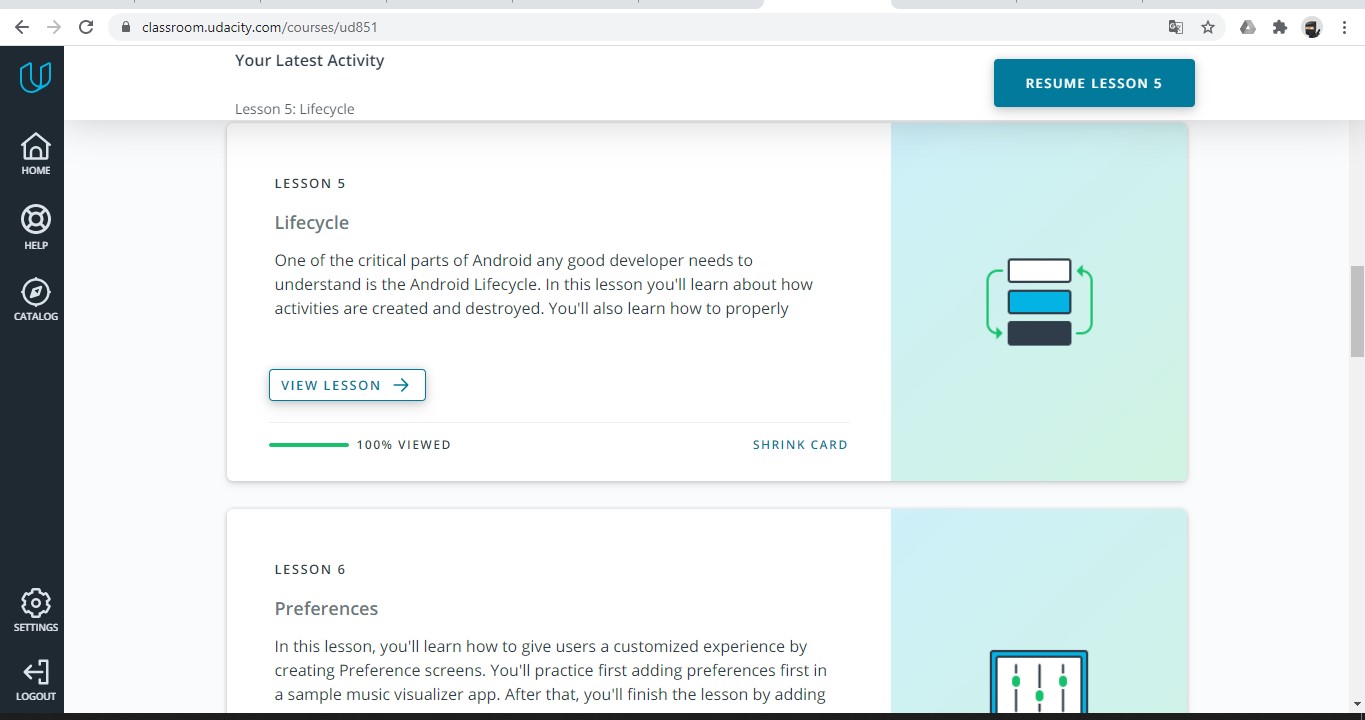 classroom.udacity.com/courses/ud851
Your Latest Activity
Lesson 5: Lifecycle
RESUME LESSON 5
HOME
HELP
CATALOG
SETTINGS
LOGOUT
LESSON 5
Lifecycle
One of the critical parts of Android any good developer needs to
understand is the Android Lifecycle. In this lesson you'll learn about how
activities are created and destroyed. You'll also learn how to properly
VIEW LESSON
100% VIEWED
SHRINK CARD
LESSON 6
Preferences
In this lesson, you'll learn how to give users a customized experience by
creating Preference screens. You'll practice first adding preferences first in
a sample music visualizer app. After that, you'll finish the lesson by adding